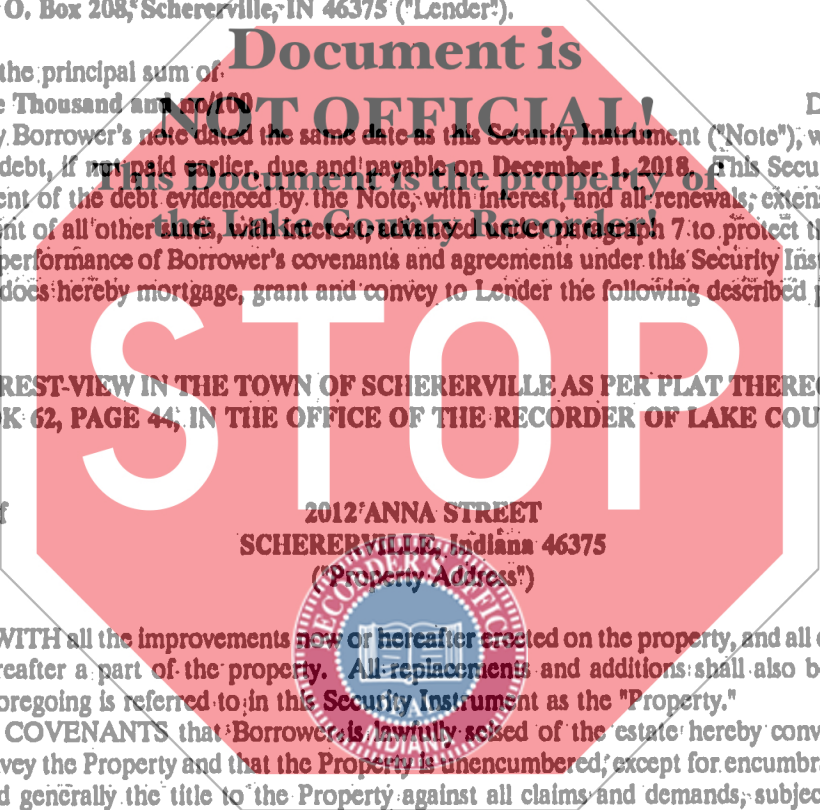 O. Box 208, Schererville, IN 46375 ("Lender").
Document is
the principal sum of
NOT OFFICIAL!
Thousand and no/100 D
Borrower's note dated the same date as this Security Instrument ("Note"), w
debt, if not paid earlier, due and payable on December 1, 2018. This Secu
This Document is the property of
ent of the debt evidenced by the Note, with interest, and all renewals, exten
the Lake County Recorder!
nt of all other sums, with interest, advanced under paragraph 7 to protect t
performance of Borrower's covenants and agreements under this Security Ins
does hereby mortgage, grant and convey to Lender the following described p
STOP
REST-VIEW IN THE TOWN OF SCHERERVILLE AS PER PLAT THEREO
OK 62, PAGE 44, IN THE OFFICE OF THE RECORDER OF LAKE COU
f 2012 ANNA STREET
SCHERERVILLE, Indiana 46375
("Property Address")
RECORDER'S OFFICE
WITH all the improvements now or hereafter erected on the property, and all
reafter a part of the property. All replacements and additions shall also b
oregoing is referred to in this Security Instrument as the "Property."
COVENANTS that Borrower is lawfully seised of the estate hereby conv
INDIANA
vey the Property and that the Property is unencumbered, except for encumbra
d generally the title to the Property against all claims and demands, subjec